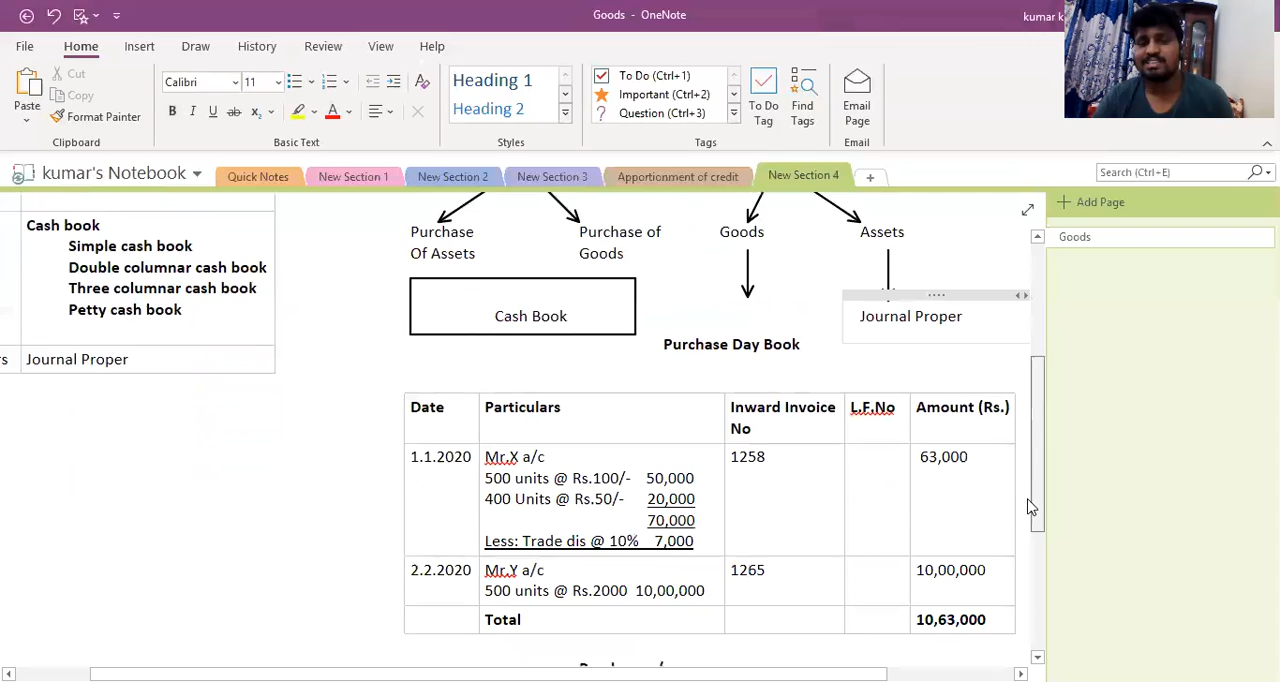 Goods - OneNote
kumar k
File Home Insert Draw History Review View Help
Paste
Cut
Copy
Format Painter
Clipboard
Calibri 11
B I U ab x₂ A
Basic Text
Heading 1
Heading 2
Styles
To Do (Ctrl+1)
Important (Ctrl+2)
? Question (Ctrl+3)
To Do Tag
Find Tags
Tags
Email Page
Email
kumar's Notebook
Quick Notes
New Section 1
New Section 2
New Section 3
Apportionment of credit
New Section 4
+
Search (Ctrl+E)
Add Page
Goods
Cash book
Simple cash book
Double columnar cash book
Three columnar cash book
Petty cash book
Journal Proper
Purchase Of Assets
Purchase of Goods
Goods
Assets
Cash Book
Journal Proper
Purchase Day Book
Date Particulars Inward Invoice No L.F.No Amount (Rs.)
1.1.2020 Mr.X a/c 1258 63,000
500 units @ Rs.100/- 50,000
400 Units @ Rs.50/- 20,000
70,000
Less: Trade dis @ 10% 7,000
2.2.2020 Mr.Y a/c 1265 10,00,000
500 units @ Rs.2000 10,00,000
Total 10,63,000